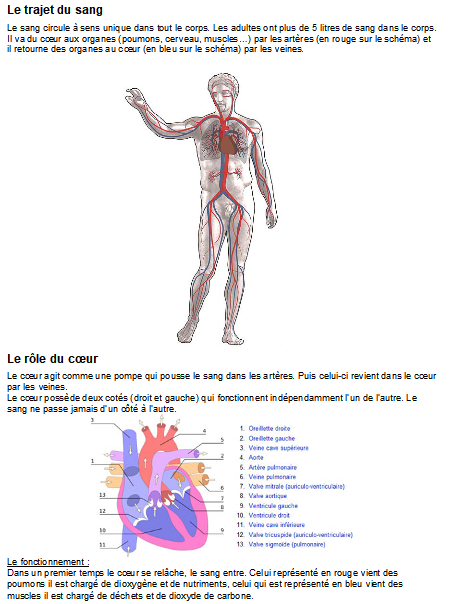 Le trajet du sang
Le sang circule à sens unique dans tout le corps. Les adultes ont plus de 5 litres de sang dans le corps.
Il va du cœur aux organes (poumons, cerveau, muscles…) par les artères (en rouge sur le schéma) et
il retourne des organes au cœur (en bleu sur le schéma) par les veines.
Le rôle du cœur
Le cœur agit comme une pompe qui pousse le sang dans les artères. Puis celui-ci revient dans le cœur
par les veines.
Le cœur possède deux cotés (droit et gauche) qui fonctionnent indépendamment l'un de l'autre. Le
sang ne passe jamais d'un côté à l'autre.
3
4
5
2
1
6
7
8
13
12
10
9
11
1. Oreillette droite
2. Oreillette gauche
3. Veine cave supérieure
4. Aorte
5. Artère pulmonaire
6. Veine pulmonaire
7. Valve mitrale (auriculo-ventriculaire)
8. Valve aortique
9. Ventricule gauche
10. Ventricule droit
11. Veine cave inférieure
12. Valve tricuspide (auriculo-ventriculaire)
13. Valve sigmoïde (pulmonaire)
Le fonctionnement :
Dans un premier temps le cœur se relâche, le sang entre. Celui représenté en rouge vient des
poumons il est chargé de dioxygène et de nutriments, celui qui est représenté en bleu vient des
muscles il est chargé de déchets et de dioxyde de carbone.